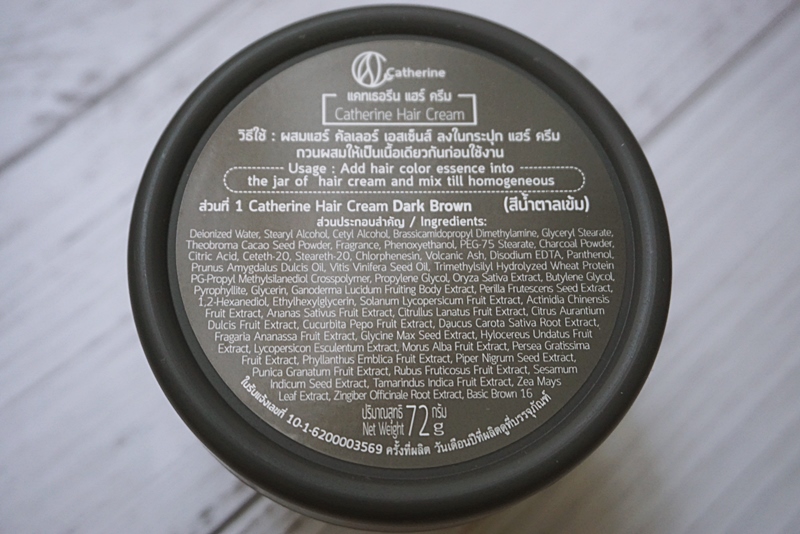 Catherine
แคทเธอรีน แฮร์ ครีม
Catherine Hair Cream
วิธีใช้ : ผสมแฮร์ คัลเลอร์ เอสเซ้นส์ ลงในกระปุก แฮร์ ครีม
กวนผสมให้เป็นเนื้อเดียวกันก่อนใช้งาน
Usage : Add hair color essence into
the jar of hair cream and mix till homogeneous
ส่วนที่ 1 Catherine Hair Cream Dark Brown (สีน้ำตาลเข้ม)
ส่วนประกอบสำคัญ / Ingredients:
Deionized Water, Stearyl Alcohol, Cetyl Alcohol, Brassicamidopropyl Dimethylamine, Glyceryl Stearate,
Theobroma Cacao Seed Powder, Fragrance, Phenoxyethanol, PEG-75 Stearate, Charcoal Powder,
Citric Acid, Ceteth-20, Steareth-20, Chlorphenesin, Volcanic Ash, Disodium EDTA, Panthenol,
Prunus Amygdalus Dulcis Oil, Vitis Vinifera Seed Oil, Trimethylsilyl Hydrolyzed Wheat Protein
PG-Propyl Methylsilanediol Crosspolymer, Propylene Glycol, Oryza Sativa Extract, Butylene Glycol,
Pyrophyllite, Glycerin, Ganoderma Lucidum Fruiting Body Extract, Perilla Frutescens Seed Extract,
1,2-Hexanediol, Ethylhexylglycerin, Solanum Lycopersicum Fruit Extract, Actinidia Chinensis
Fruit Extract, Ananas Sativus Fruit Extract, Citrullus Lanatus Fruit Extract, Citrus Aurantium
Dulcis Fruit Extract, Cucurbita Pepo Fruit Extract, Daucus Carota Sativa Root Extract,
Fragaria Ananassa Fruit Extract, Glycine Max Seed Extract, Hylocereus Undatus Fruit
Extract, Lycopersicon Esculentum Extract, Morus Alba Fruit Extract, Persea Gratissima
Fruit Extract, Phyllanthus Emblica Fruit Extract, Piper Nigrum Seed Extract,
Punica Granatum Fruit Extract, Rubus Fruticosus Fruit Extract, Sesamum
Indicum Seed Extract, Tamarindus Indica Fruit Extract, Zea Mays
Leaf Extract, Zingiber Officinale Root Extract, Basic Brown 16
ปริมาณสุทธิ 72 กรัม
Net Weight g
ใบรับแจ้งเลขที่ 10-1-6200003569 ครั้งที่ผลิต วันเดือนปีที่ผลิตดูที่บรรจุภัณฑ์